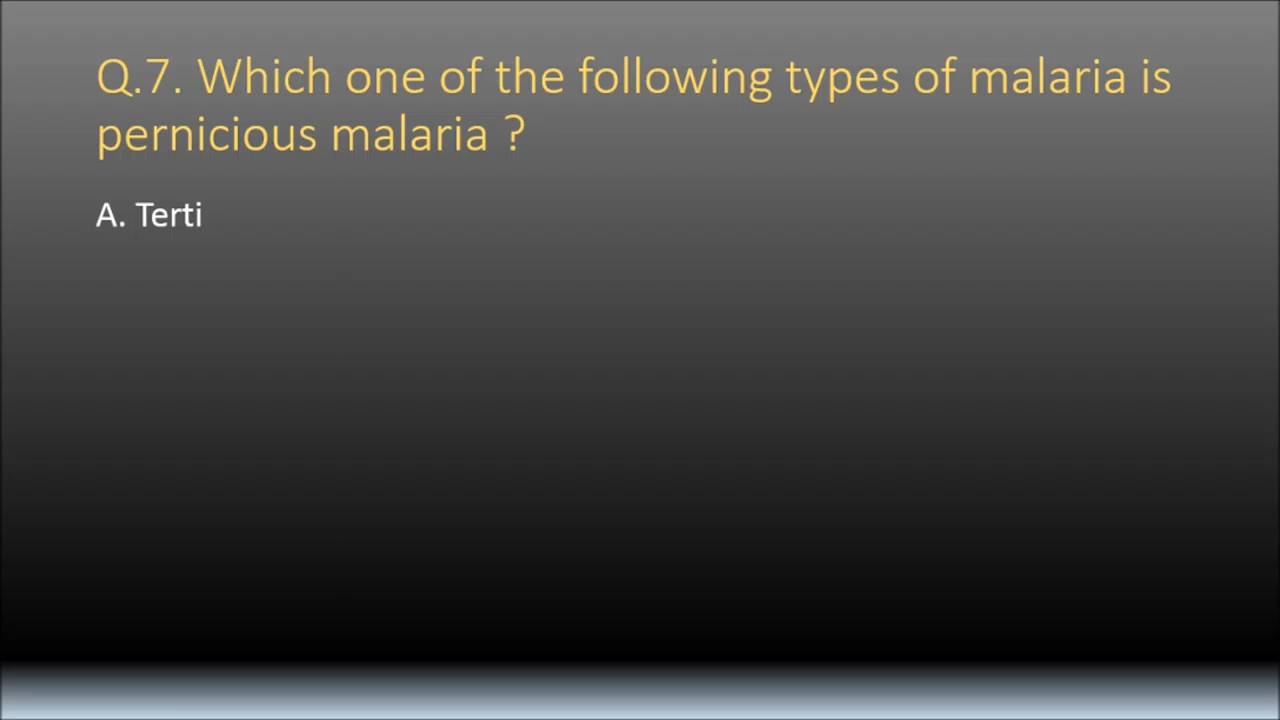 Q.7. Which one of the following types of malaria is
pernicious malaria ?
A. Terti